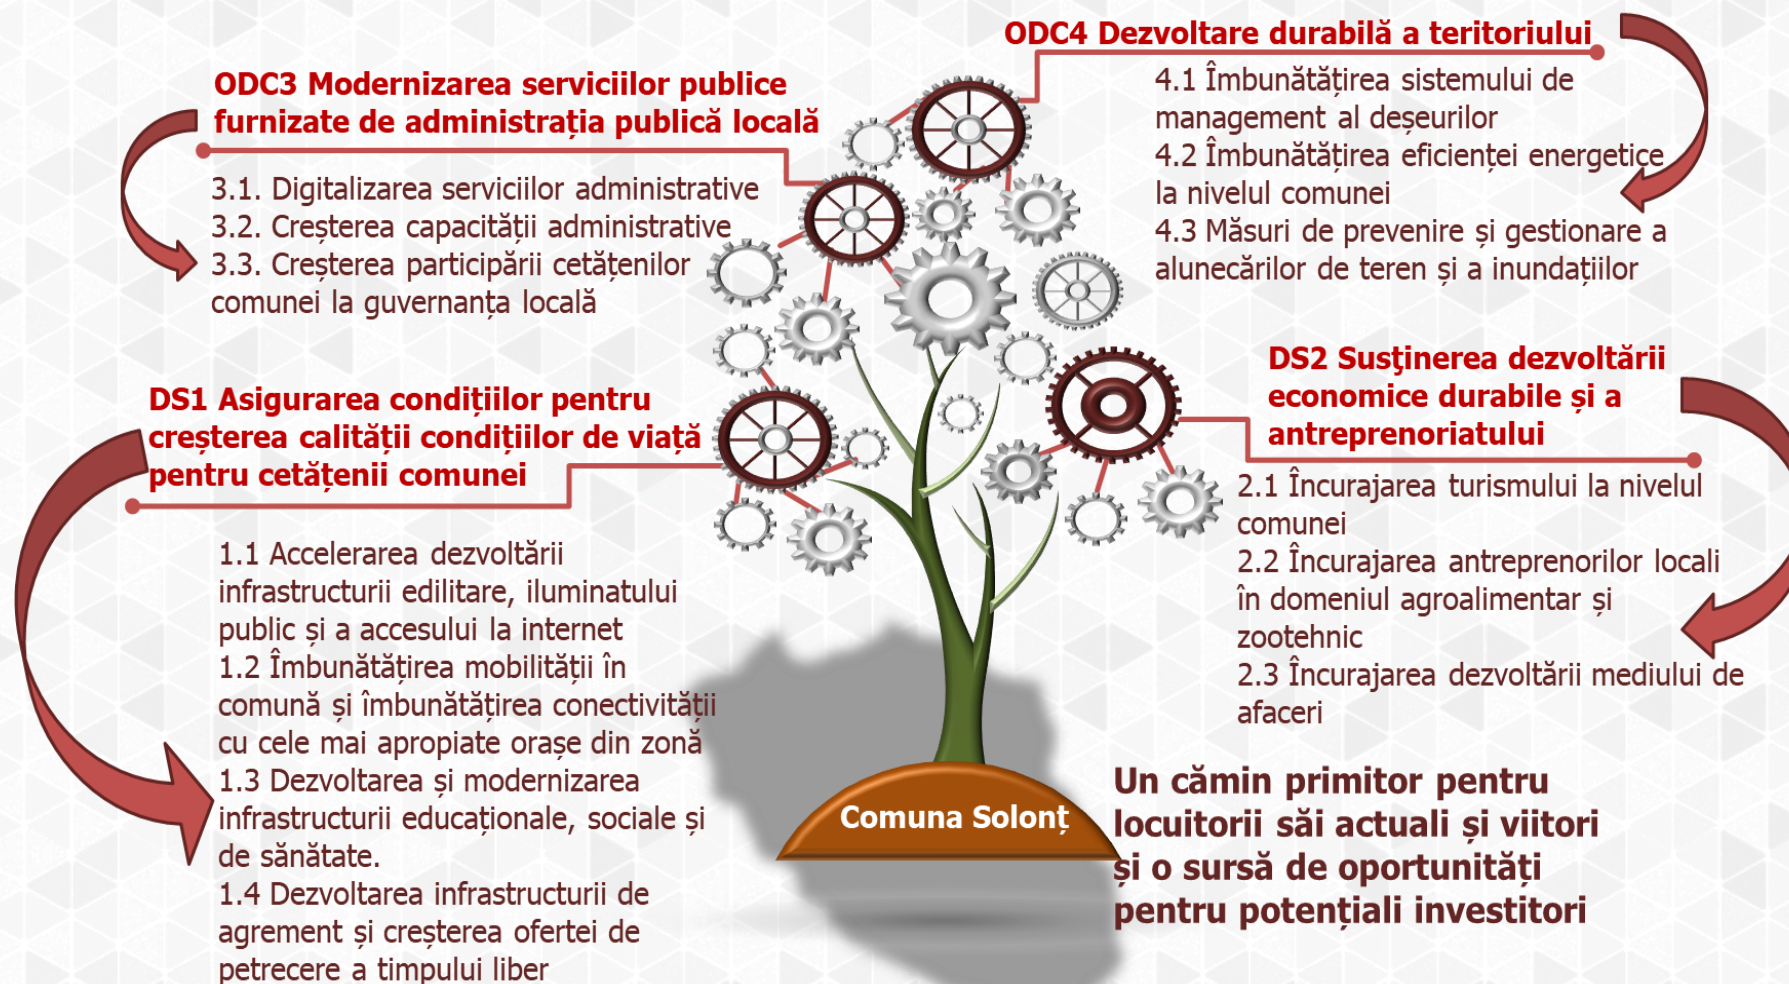 ODC3 Modernizarea serviciilor publice
furnizate de administrația publică locală
3.1. Digitalizarea serviciilor administrative
3.2. Creșterea capacității administrative
3.3. Creșterea participării cetățenilor
comunei la guvernanța locală
ODC4 Dezvoltare durabilă a teritoriului
4.1 Îmbunătățirea sistemului de
management al deșeurilor
4.2 Îmbunătățirea eficienței energetice
la nivelul comunei
4.3 Măsuri de prevenire și gestionare a
alunecărilor de teren și a inundațiilor
DS1 Asigurarea condițiilor pentru
creșterea calității condițiilor de viață
pentru cetățenii comunei
1.1 Accelerarea dezvoltării
infrastructurii edilitare, iluminatului
public și a accesului la internet
1.2 Îmbunătățirea mobilității în
comună și îmbunătățirea conectivității
cu cele mai apropiate orașe din zonă
1.3 Dezvoltarea și modernizarea
infrastructurii educaționale, sociale și
de sănătate.
1.4 Dezvoltarea infrastructurii de
agrement și creșterea ofertei de
petrecere a timpului liber
DS2 Susţinerea dezvoltării
economice durabile și a
antreprenoriatului
2.1 Încurajarea turismului la nivelul
comunei
2.2 Încurajarea antreprenorilor locali
în domeniul agroalimentar și
zootehnic
2.3 Încurajarea dezvoltării mediului de
afaceri
Comuna Solonț
Un cămin primitor pentru
locuitorii săi actuali și viitori
și o sursă de oportunități
pentru potențiali investitori